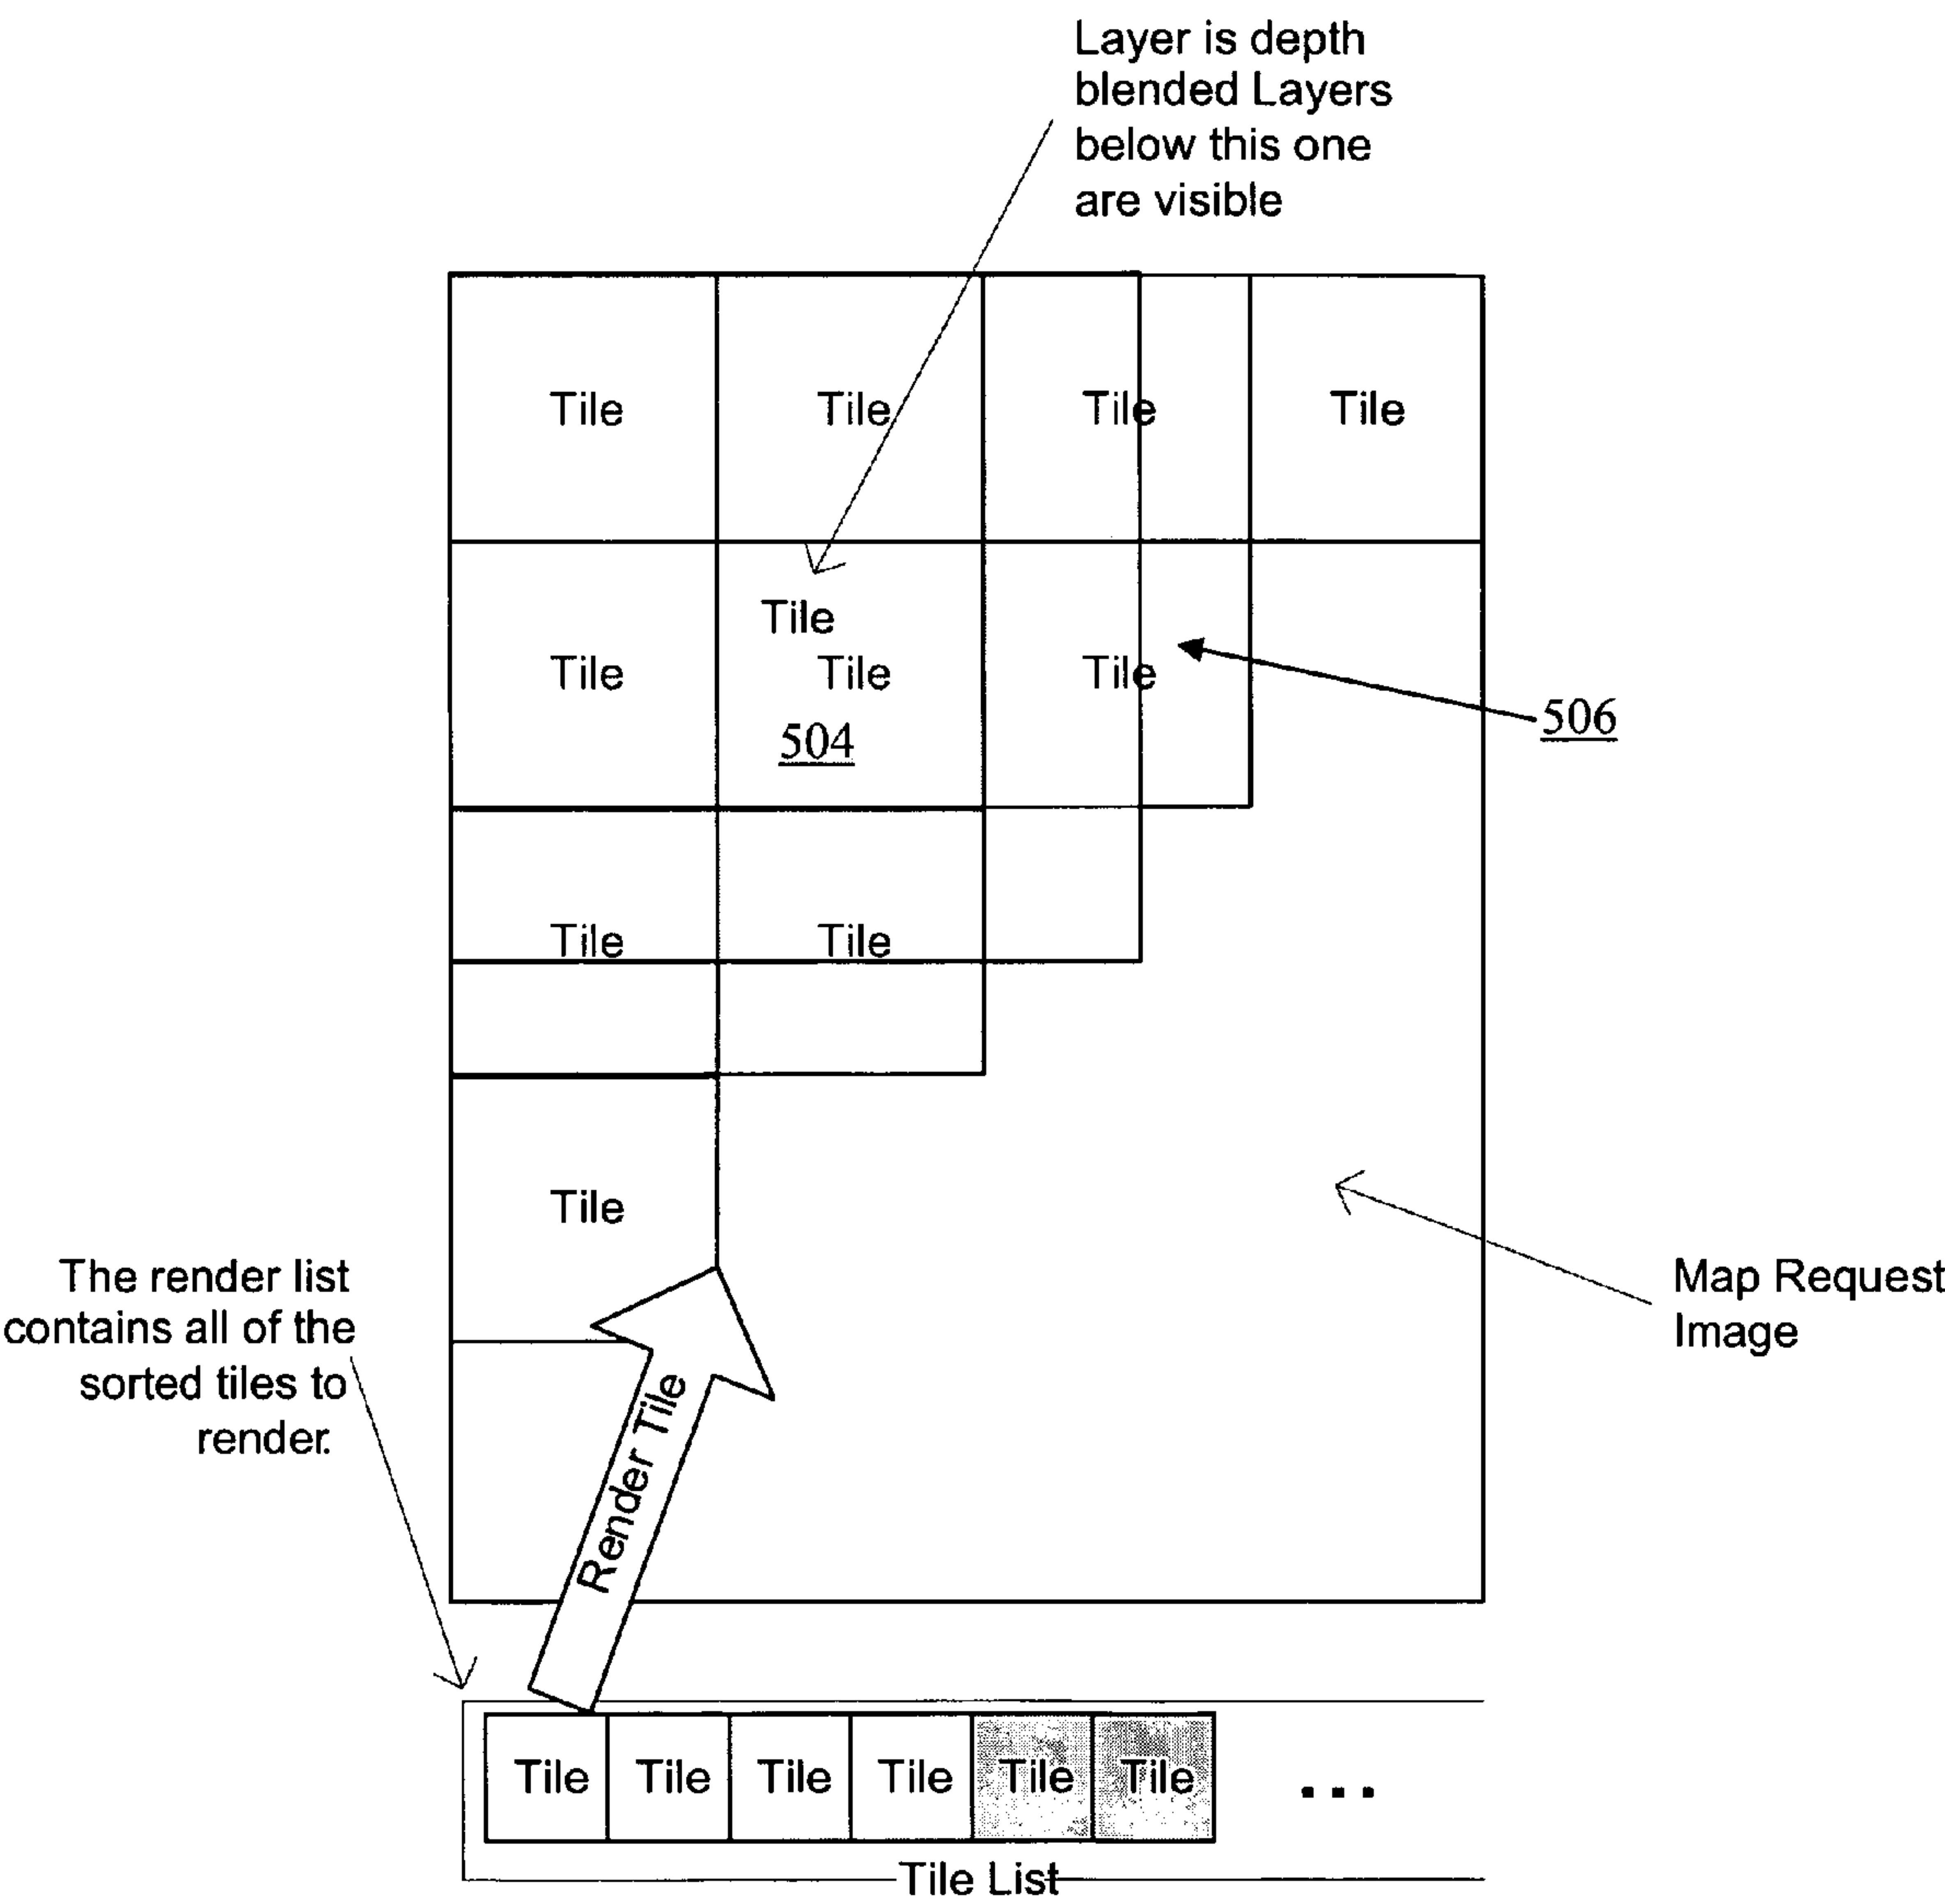 Layer is depth
blended Layers
below this one
are visible
Tile Tile Tile Tile
Tile
Tile Tile Tile
504
506
Tile Tile
Tile
The render list
contains all of the
sorted tiles to
render.
Map Request
Image
Render Tile
Tile Tile Tile Tile Tile Tile ...
Tile List